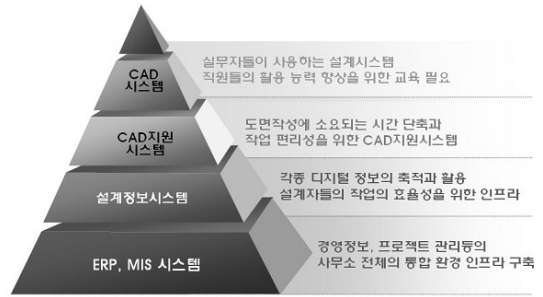 CAD
시스템
실무자들이 사용하는 설계시스템
직원들의 활용 능력 향상을 위한 교육 필요
CAD지원
시스템
도면작성에 소요되는 시간 단축과
작업 편리성을 위한 CAD지원시스템
설계정보시스템
각종 디지털 정보의 축적과 활용
설계자들의 작업의 효율성을 위한 인프라
ERP, MIS 시스템
경영정보, 프로젝트 관리등의
사무소 전체의 통합 환경 인프라 구축